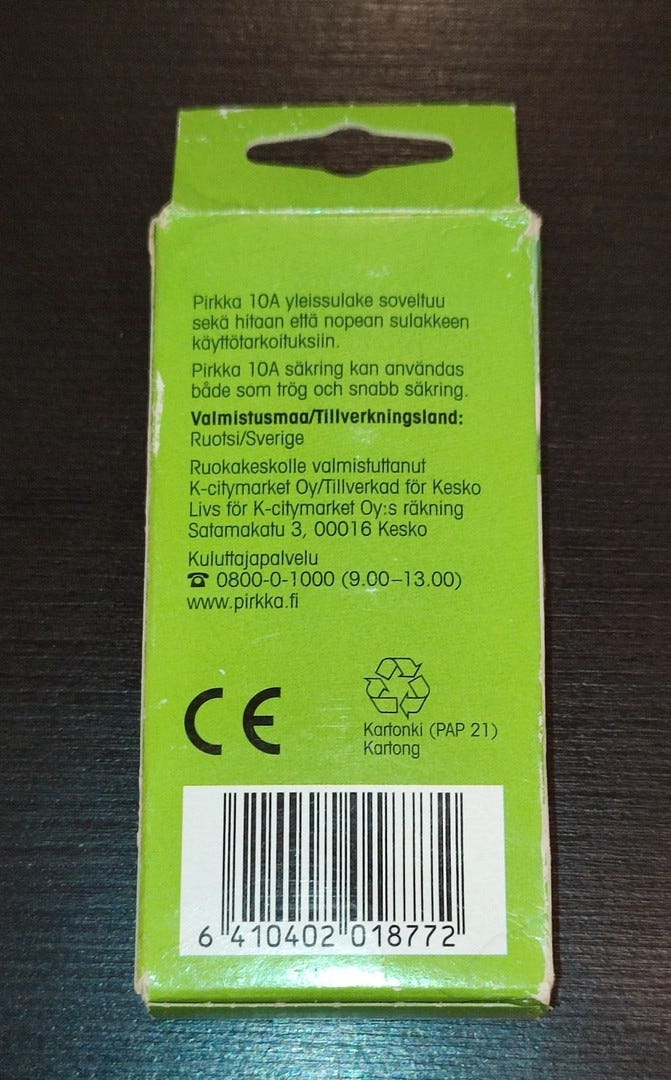 Pirkka 10A yleissulake soveltuu
sekä hitaan että nopean sulakkeen
käyttötarkoituksiin.
Pirkka 10A säkring kan användas
både som trög och snabb säkring.
Valmistusmaa/Tillverkningsland:
Ruotsi/Sverige
Ruokakeskolle valmistuttanut
K-citymarket Oy/Tillverkad för Kesko
Livs för K-citymarket Oy:s räkning
Satamakatu 3, 00016 Kesko
Kuluttajapalvelu
☎ 0800-0-1000 (9.00–13.00)
www.pirkka.fi
CE
Kartonki (PAP 21)
Kartong
6 410402 018772